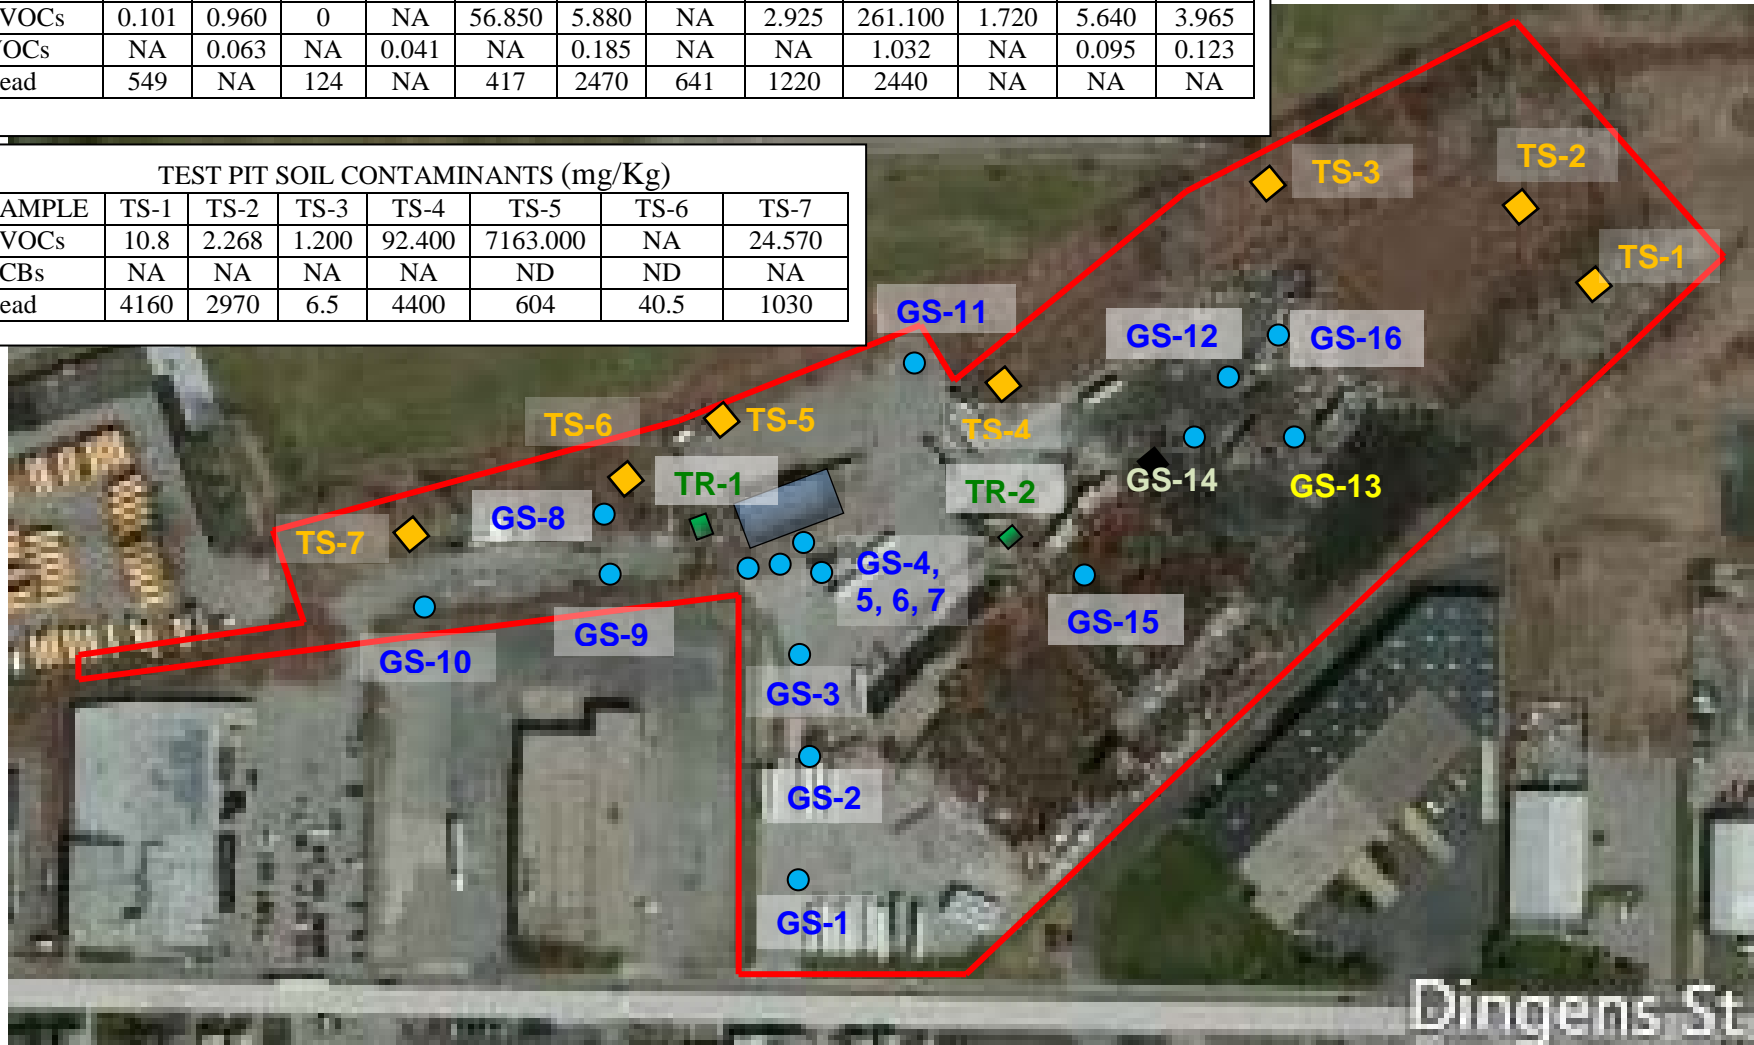 VOCs 0.101 0.960 0 NA 56.850 5.880 NA 2.925 261.100 1.720 5.640 3.965
OCs NA 0.063 NA 0.041 NA 0.185 NA NA 1.032 NA 0.095 0.123
ead 549 NA 124 NA 417 2470 641 1220 2440 NA NA NA
TEST PIT SOIL CONTAMINANTS (mg/Kg)
AMPLE TS-1 TS-2 TS-3 TS-4 TS-5 TS-6 TS-7
VOCs 10.8 2.268 1.200 92.400 7163.000 NA 24.570
CBs NA NA NA NA ND ND NA
ead 4160 2970 6.5 4400 604 40.5 1030
TS-3
TS-2
TS-1
GS-11
GS-12
GS-16
TS-6
TS-5
TS-4
TR-1
TR-2
GS-14
GS-13
GS-8
TS-7
GS-4,
5, 6, 7
GS-15
GS-9
GS-10
GS-3
GS-2
GS-1
Dingens St